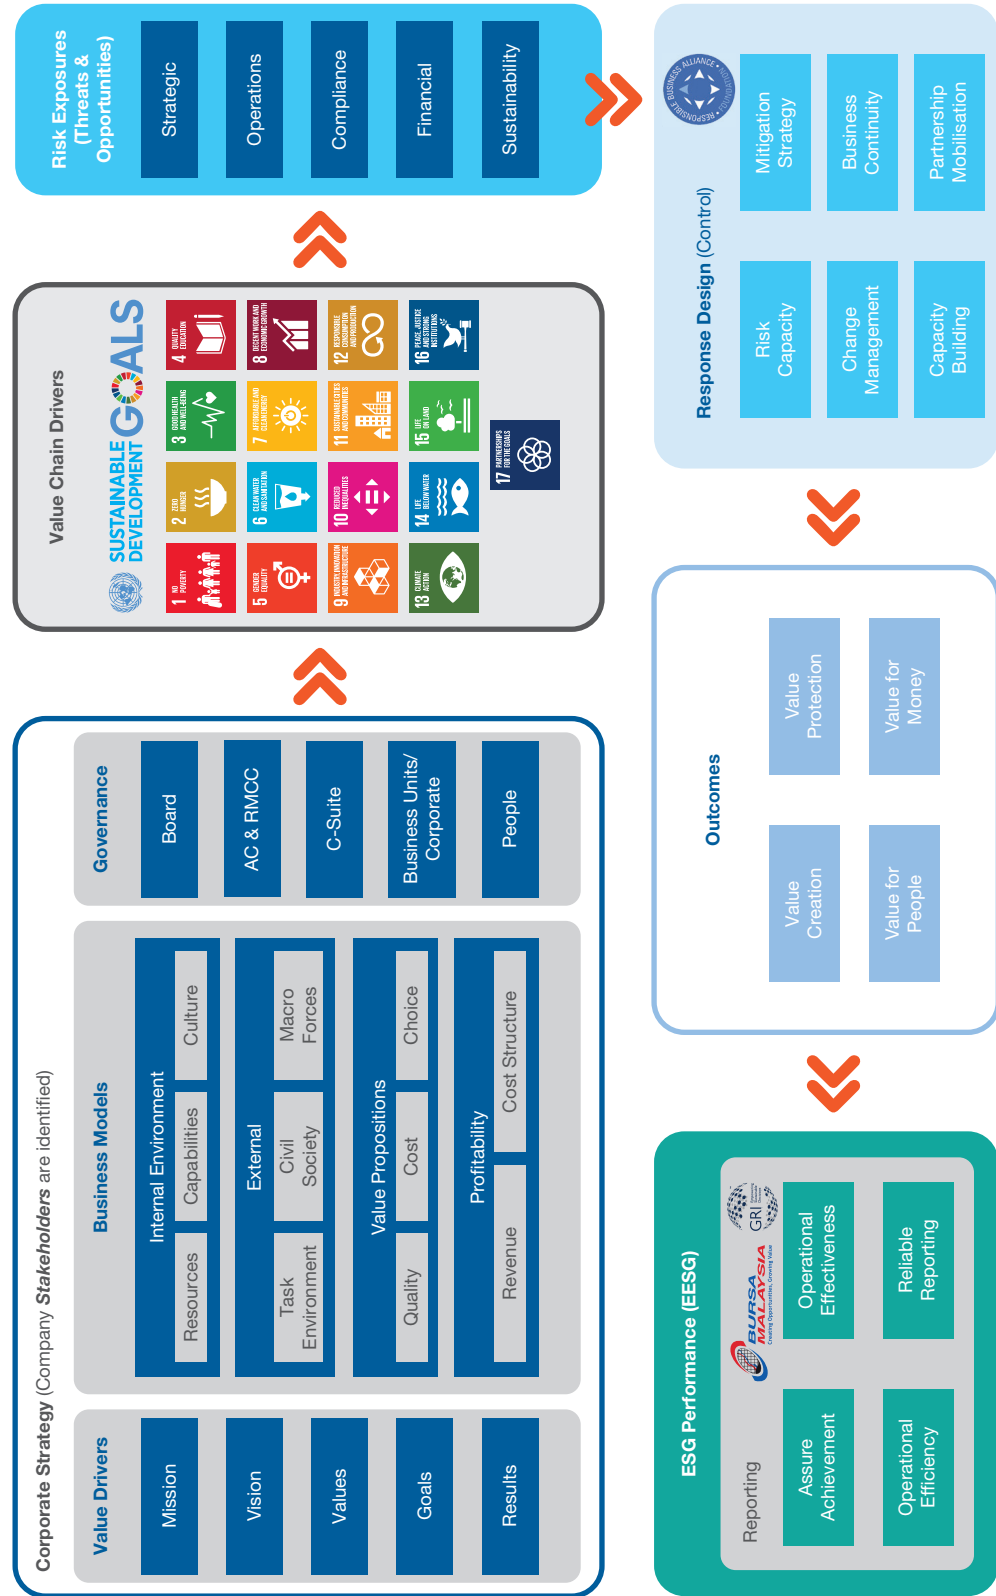 Corporate Strategy (Company Stakeholders are identified)
Value Drivers
Mission
Vision
Values
Goals
Results
Business Models
Internal Environment
Resources
Capabilities
Culture
External
Task
Environment
Civil
Society
Macro
Forces
Value Propositions
Quality
Cost
Choice
Profitability
Revenue
Cost Structure
Governance
Board
AC & RMCC
C-Suite
Business Units/
Corporate
People
Value Chain Drivers
SUSTAINABLE
DEVELOPMENT
GOALS
1 NO
POVERTY
2 ZERO
HUNGER
3 GOOD HEALTH
AND WELL-BEING
4 QUALITY
EDUCATION
5 GENDER
EQUALITY
6 CLEAN WATER
AND SANITATION
7 AFFORDABLE AND
CLEAN ENERGY
8 DECENT WORK AND
ECONOMIC GROWTH
9 INDUSTRY, INNOVATION
AND INFRASTRUCTURE
10 REDUCED
INEQUALITIES
11 SUSTAINABLE CITIES
AND COMMUNITIES
12 RESPONSIBLE
CONSUMPTION
AND PRODUCTION
13 CLIMATE
ACTION
14 LIFE
BELOW WATER
15 LIFE
ON LAND
16 PEACE, JUSTICE
AND STRONG
INSTITUTIONS
17 PARTNERSHIPS
FOR THE GOALS
Risk Exposures
(Threats &
Opportunities)
Strategic
Operations
Compliance
Financial
Sustainability
Response Design (Control)
RESPONSIBLE BUSINESS ALLIANCE • FOUNDATION •
Risk
Capacity
Mitigation
Strategy
Change
Management
Business
Continuity
Capacity
Building
Partnership
Mobilisation
Outcomes
Value
Creation
Value
Protection
Value for
People
Value for
Money
ESG Performance (EESG)
Reporting
BURSA
MALAYSIA
Creating Opportunities, Growing Value
GRI
Assure
Achievement
Operational
Effectiveness
Operational
Efficiency
Reliable
Reporting